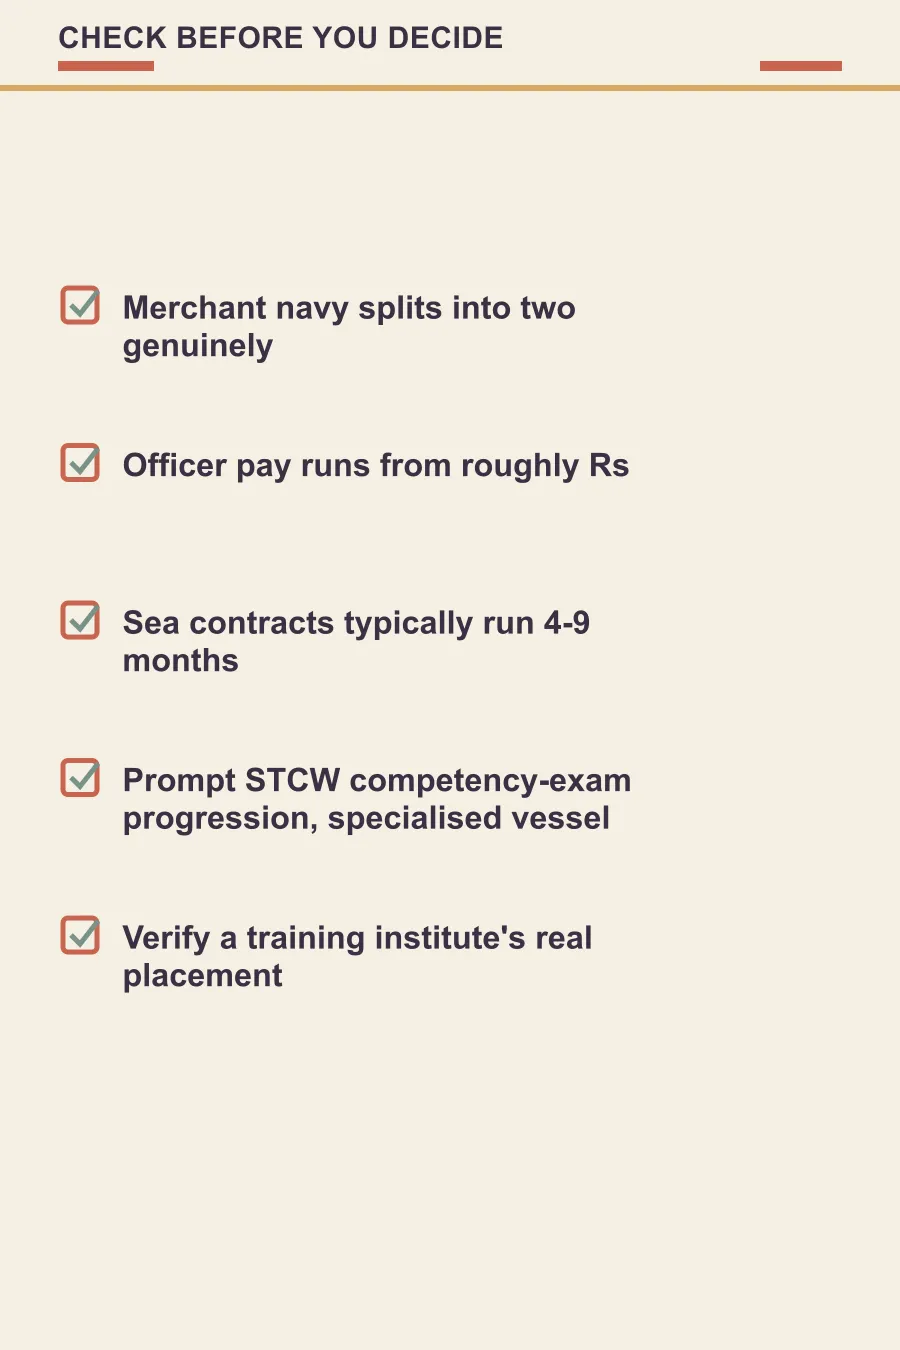 CHECK BEFORE YOU DECIDE
Merchant navy splits into two
genuinely
Officer pay runs from roughly Rs
Sea contracts typically run 4-9
months
Prompt STCW competency-exam
progression, specialised vessel
Verify a training institute's real
placement